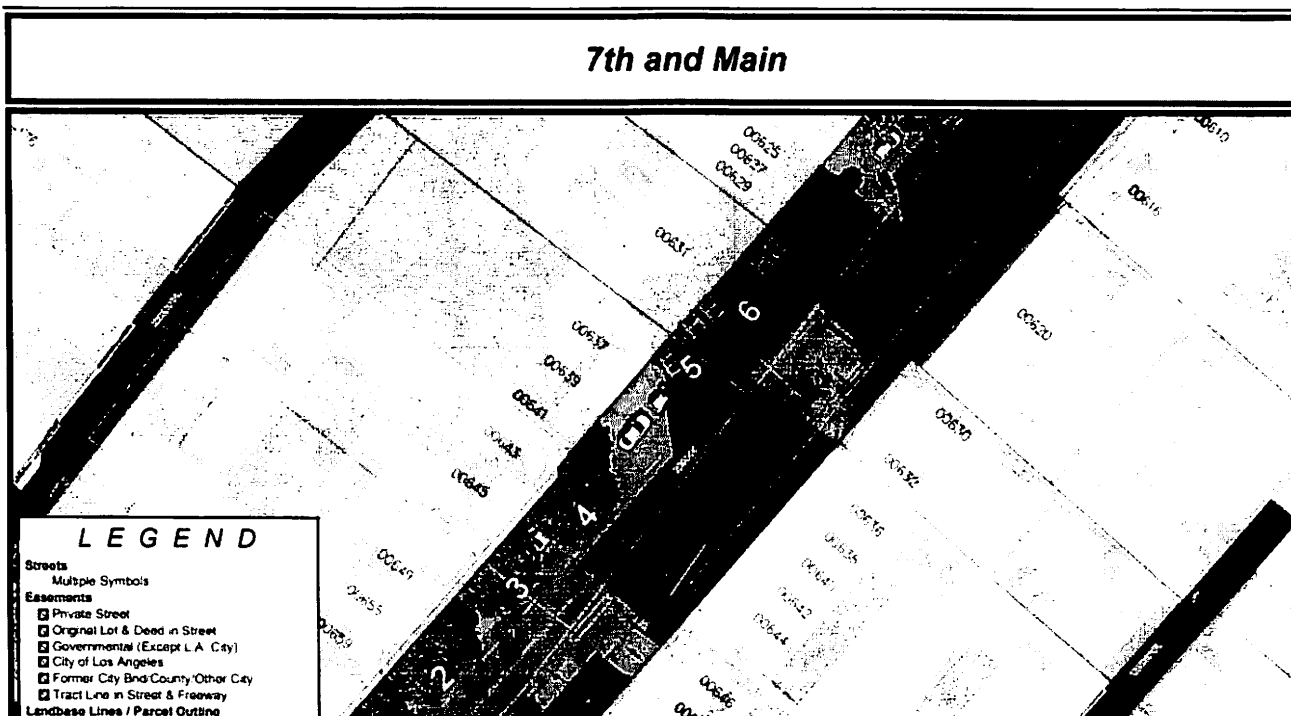 7th and Main
00625
00627
00629
00610
00616
00631
00620
6
00637
00639
5
00641
00643
00645
00630
00632
4
00636
00638
00640
00642
00644
3
00649
00655
00659
2
00646
LEGEND
Streets
Multiple Symbols
Easements
Private Street
Original Lot & Deed in Street
Governmental (Except L.A. City)
City of Los Angeles
Former City Bnd/County/Other City
Tract Line in Street & Freeway
Landbase Lines / Parcel Outline